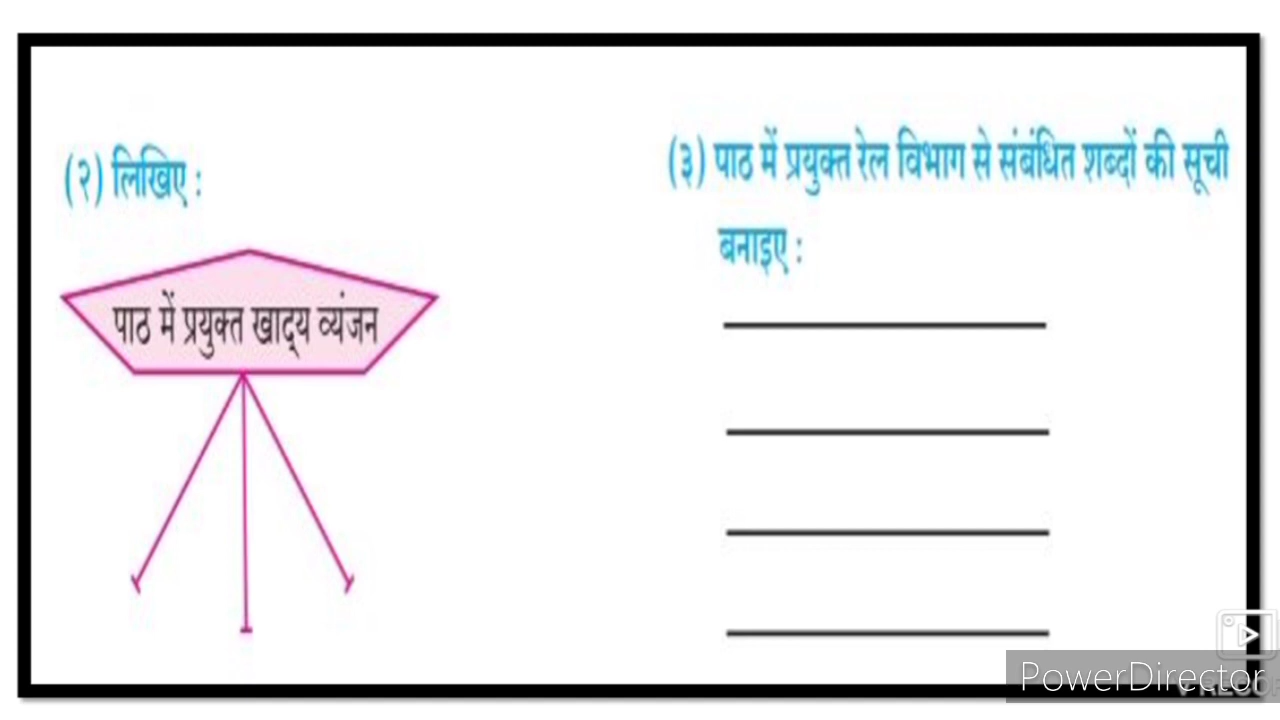 (२) लिखिए :
पाठ में प्रयुक्त खाद्‌य व्यंजन
(३) पाठ में प्रयुक्त रेल विभाग से संबंधित शब्दों की सूची
बनाइए :
PowerDirector